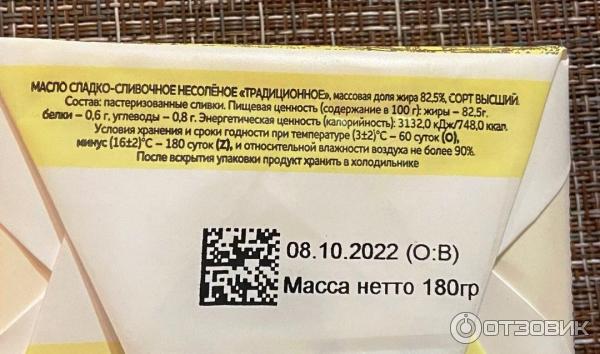 МАСЛО СЛАДКО-СЛИВОЧНОЕ НЕСОЛЁНОЕ «ТРАДИЦИОННОЕ», массовая доля жира 82,5%, СОРТ ВЫСШИЙ.
Состав: пастеризованные сливки. Пищевая ценность (содержание в 100 г): жиры – 82,5г,
белки – 0,6 г, углеводы – 0,8 г. Энергетическая ценность (калорийность): 3132,0 кДж/748,0 ккал.
Условия хранения и сроки годности при температуре (3±2)°С – 60 суток (О),
минус (16±2)°С – 180 суток (Z), и относительной влажности воздуха не более 90%.
После вскрытия упаковки продукт хранить в холодильнике
08.10.2022 (О:В)
Масса нетто 180гр
ОТЗОВИК